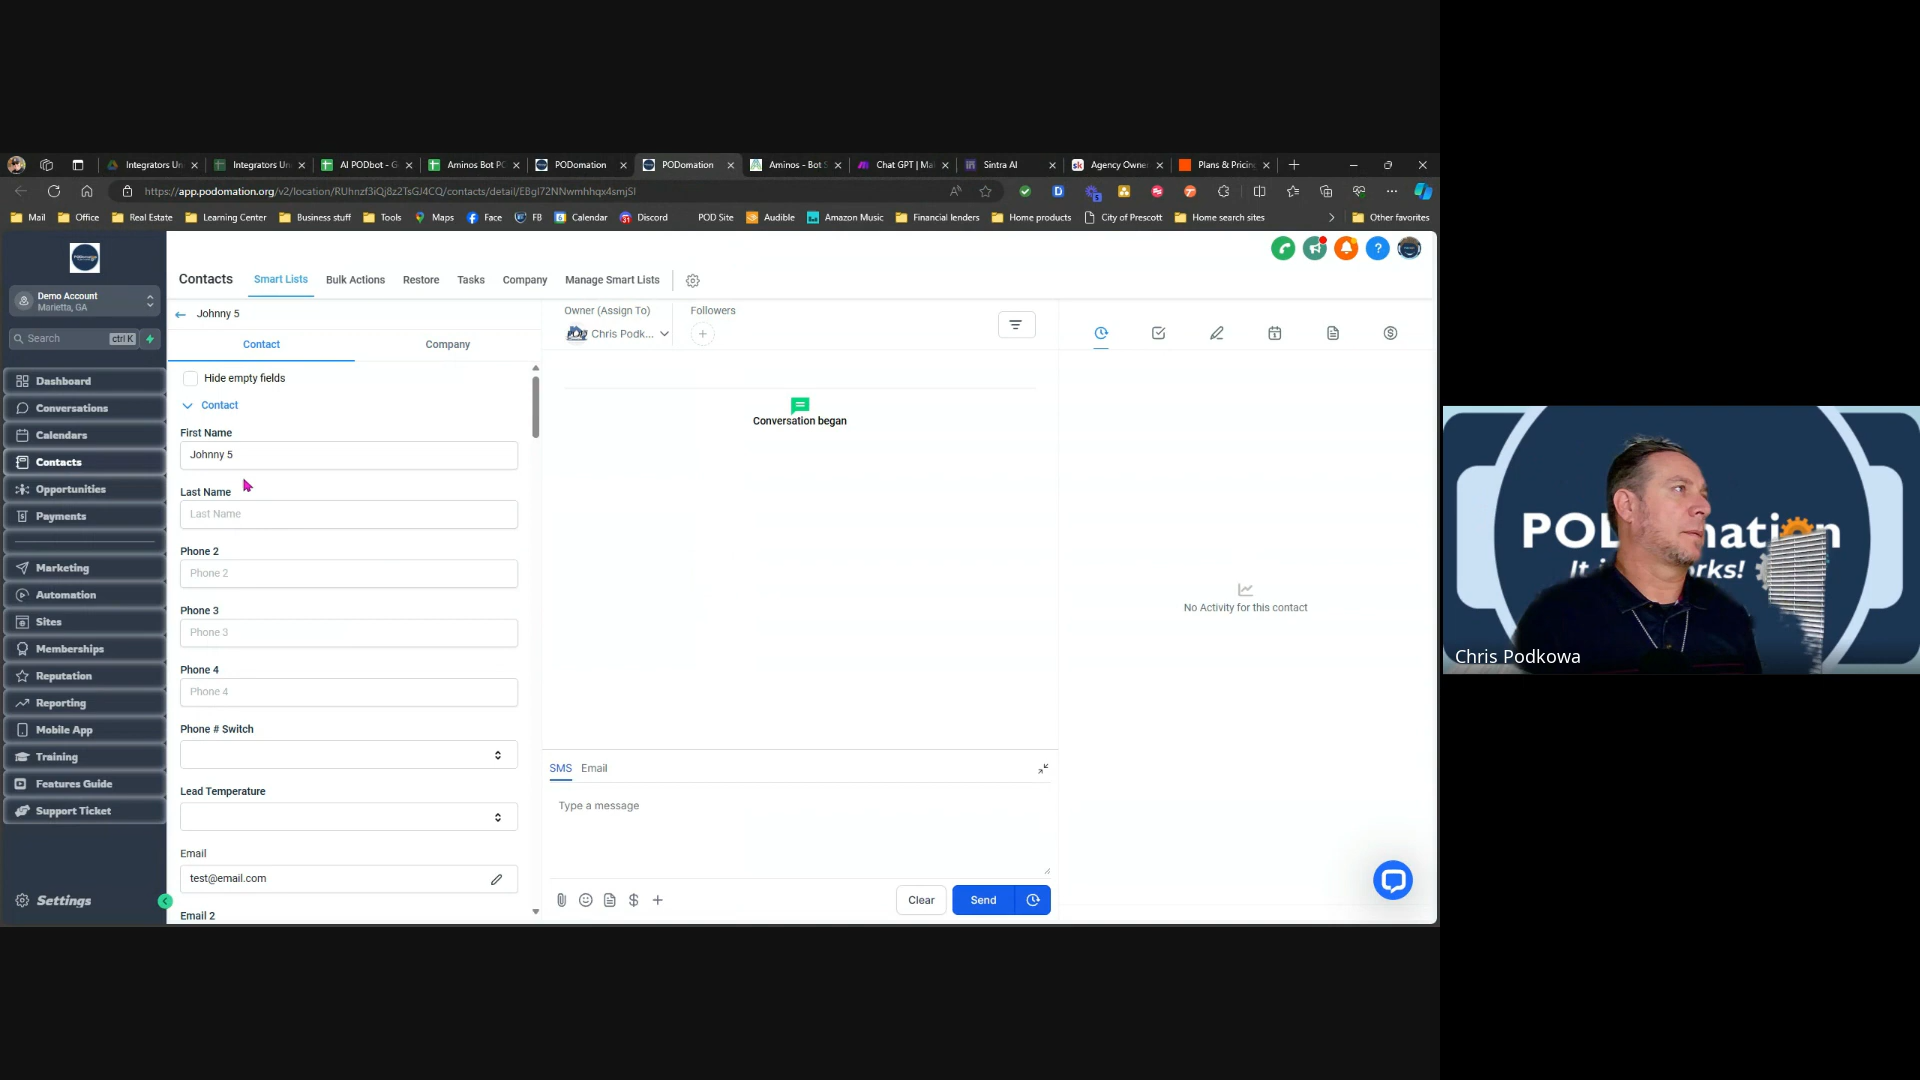 Integrators Un
Integrators Un
AI PODbot - G
Aminos Bot PC
PODomation
PODomation
Aminos - Bot S
Chat GPT | Ma
Sintra AI
Agency Owne
Plans & Pricing
https://app.podomation.org/v2/location/RUhnzf3iQj8z2TsGJ4CQ/contacts/detail/EBgI72NNwmhhqx4smjSI
Mail
Office
Real Estate
Learning Center
Business stuff
Tools
Maps
Face
FB
Calendar
Discord
POD Site
Audible
Amazon Music
Financial lenders
Home products
City of Prescott
Home search sites
Other favorites
Demo Account
Marietta, GA
Search
ctrl K
Dashboard
Conversations
Calendars
Contacts
Opportunities
Payments
Marketing
Automation
Sites
Memberships
Reputation
Reporting
Mobile App
Training
Features Guide
Support Ticket
Settings
Contacts
Smart Lists
Bulk Actions
Restore
Tasks
Company
Manage Smart Lists
Johnny 5
Contact
Company
Hide empty fields
Contact
First Name
Johnny 5
Last Name
Last Name
Phone 2
Phone 2
Phone 3
Phone 3
Phone 4
Phone 4
Phone # Switch
Lead Temperature
Email
test@email.com
Email 2
Owner (Assign To)
Chris Podk...
Followers
Conversation began
SMS
Email
Type a message
Clear
Send
No Activity for this contact
Chris Podkowa